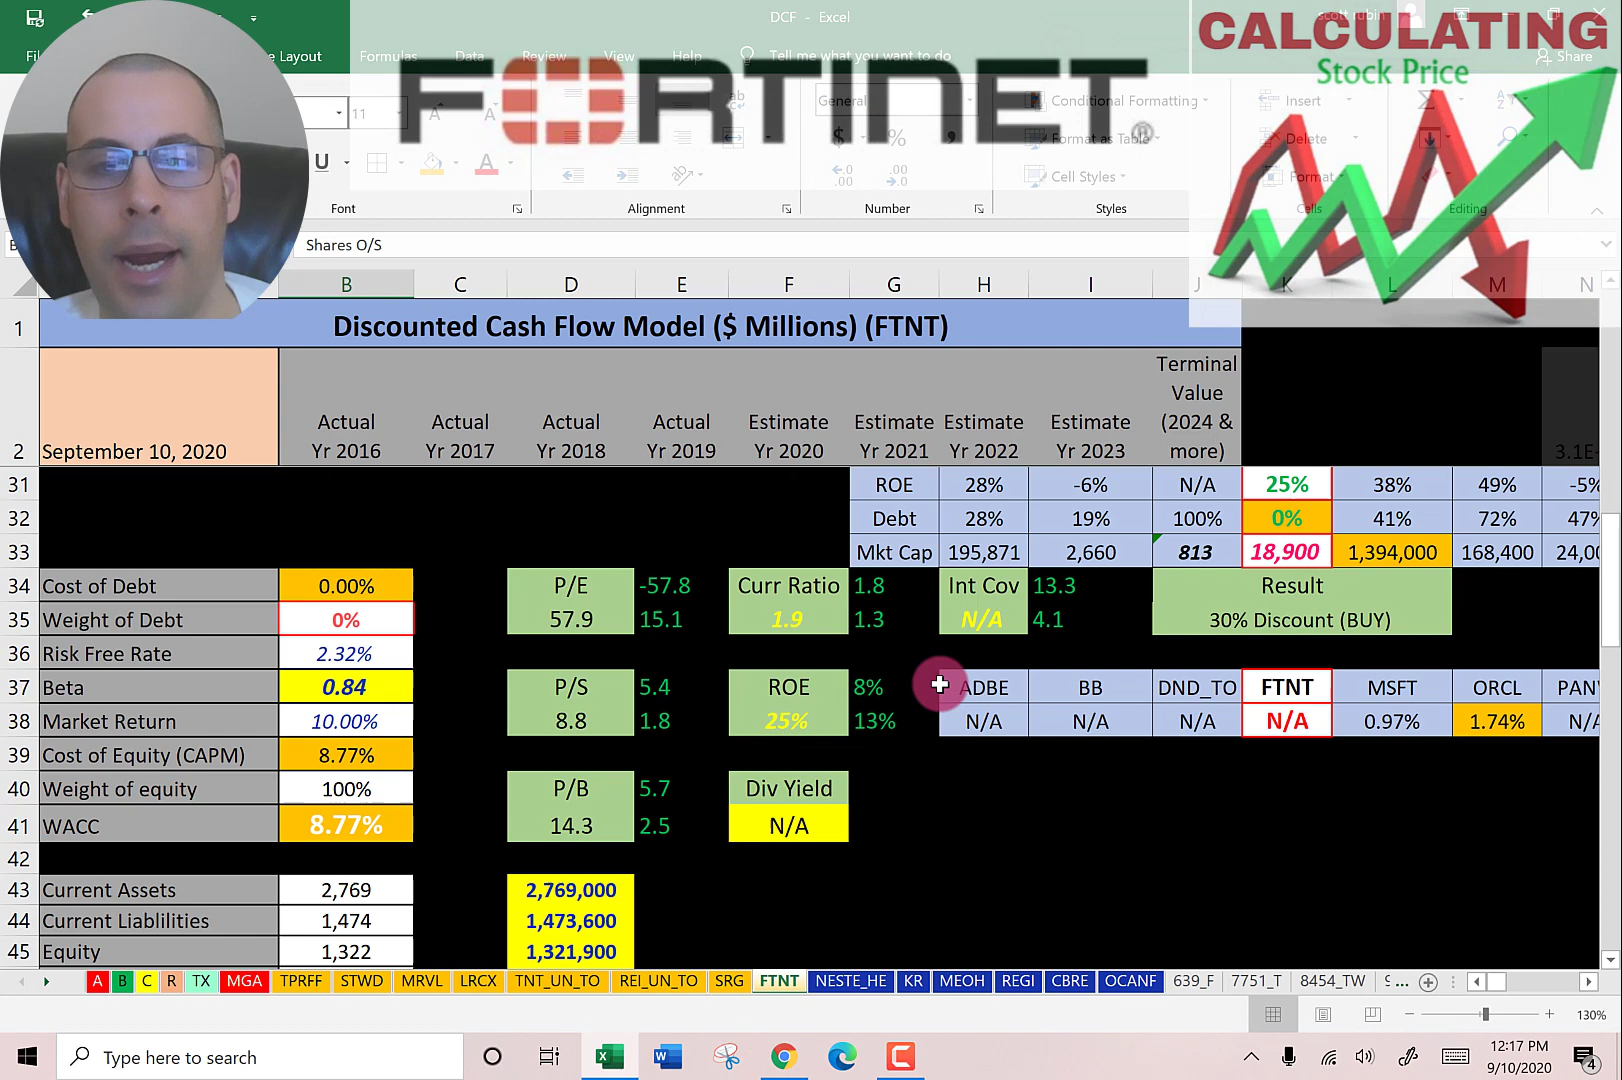 DCF - Excel
scott rubin
CALCULATING
Stock Price
e Layout Formulas Data Review View Help Tell me what you want to do Share
FORTINET®
11 General Conditional Formatting Insert
Format as Table Delete
Cell Styles Format
Font Alignment Number Styles Cells Editing
Shares O/S
B C D E F G H I J K L M N
1 Discounted Cash Flow Model ($ Millions) (FTNT)
2 September 10, 2020 Actual Yr 2016 Actual Yr 2017 Actual Yr 2018 Actual Yr 2019 Estimate Yr 2020 Estimate Yr 2021 Estimate Yr 2022 Estimate Yr 2023 Terminal Value (2024 & more) 3.1E-
31 ROE 28% -6% N/A 25% 38% 49% -5%
32 Debt 28% 19% 100% 0% 41% 72% 47%
33 Mkt Cap 195,871 2,660 813 18,900 1,394,000 168,400 24,00
34 Cost of Debt 0.00% P/E -57.8 Curr Ratio 1.8 Int Cov 13.3 Result
35 Weight of Debt 0% 57.9 15.1 1.9 1.3 N/A 4.1 30% Discount (BUY)
36 Risk Free Rate 2.32%
37 Beta 0.84 P/S 5.4 ROE 8% ADBE BB DND_TO FTNT MSFT ORCL PAN
38 Market Return 10.00% 8.8 1.8 25% 13% N/A N/A N/A N/A 0.97% 1.74% N/A
39 Cost of Equity (CAPM) 8.77%
40 Weight of equity 100% P/B 5.7 Div Yield
41 WACC 8.77% 14.3 2.5 N/A
42
43 Current Assets 2,769 2,769,000
44 Current Liablilities 1,474 1,473,600
45 Equity 1,322 1,321,900
A B C R TX MGA TPRFF STWD MRVL LRCX TNT_UN_TO REI_UN_TO SRG FTNT NESTE_HE KR MEOH REGI CBRE OCANF 639_F 7751_T 8454_TW ...
130%
Type here to search
12:17 PM
9/10/2020
4